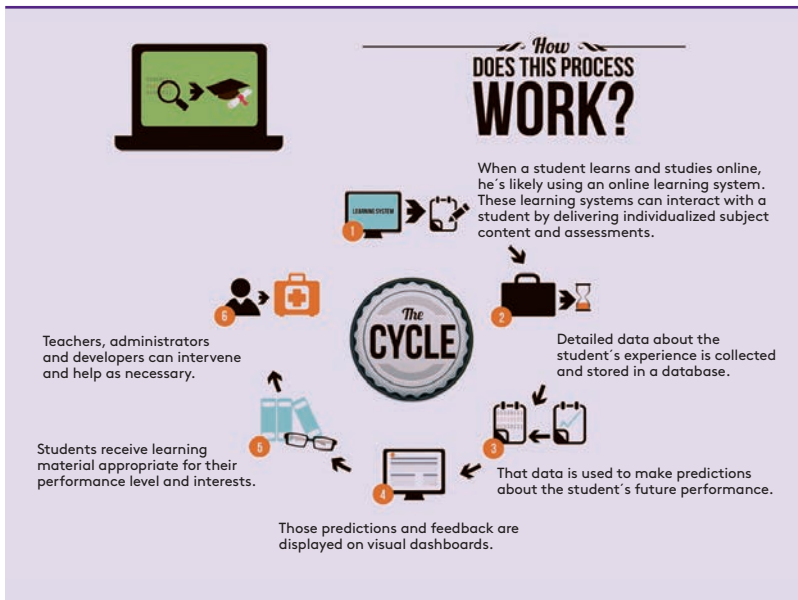 How
DOES THIS PROCESS
WORK?
When a student learns and studies online,
he´s likely using an online learning system.
These learning systems can interact with a
student by delivering individualized subject
content and assessments.
LEARNING SYSTEM
1
2
Detailed data about the
student´s experience is collected
and stored in a database.
3
That data is used to make predictions
about the student´s future performance.
4
Those predictions and feedback are
displayed on visual dashboards.
5
Students receive learning
material appropriate for their
performance level and interests.
6
Teachers, administrators
and developers can intervene
and help as necessary.
The
CYCLE